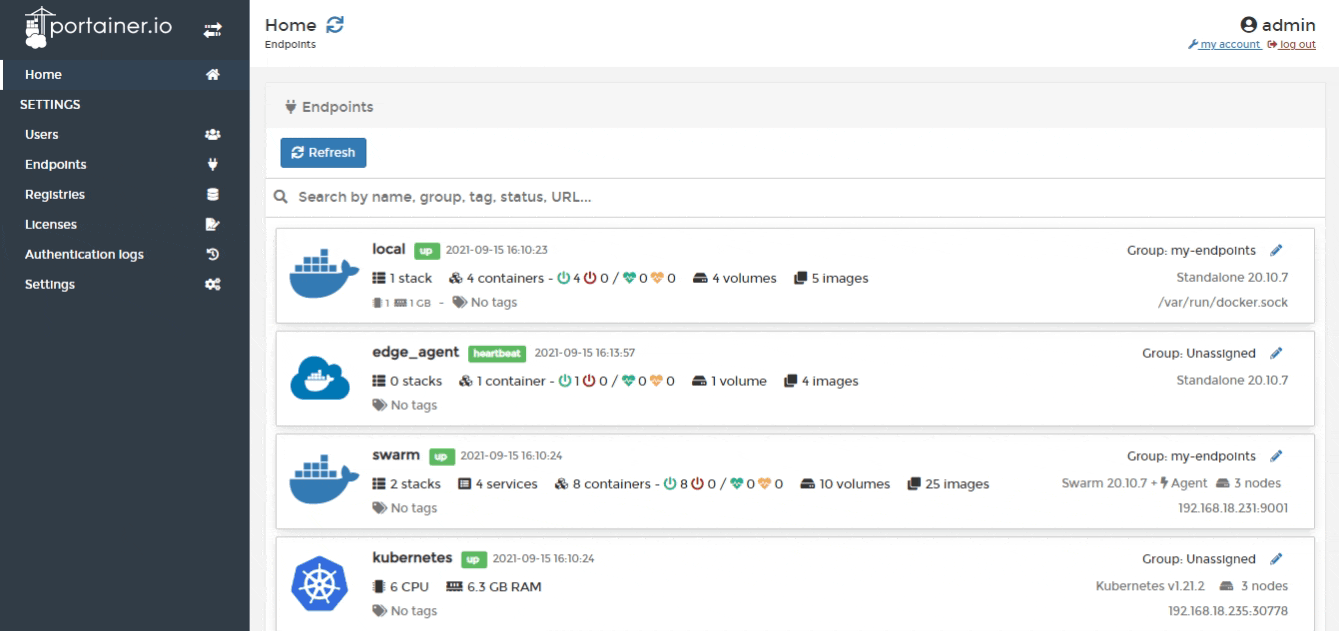 portainer.io
Home
SETTINGS
Users
Endpoints
Registries
Licenses
Authentication logs
Settings
Home
Endpoints
admin
my account log out
Endpoints
Refresh
Search by name, group, tag, status, URL...
local up 2021-09-15 16:10:23 Group: my-endpoints
1 stack 4 containers - 4 0 / 0 0 4 volumes 5 images Standalone 20.10.7
1 1 GB - No tags /var/run/docker.sock
edge_agent heartbeat 2021-09-15 16:13:57 Group: Unassigned
0 stacks 1 container - 1 0 / 0 0 1 volume 4 images Standalone 20.10.7
No tags
swarm up 2021-09-15 16:10:24 Group: my-endpoints
2 stacks 4 services 8 containers - 8 0 / 0 0 10 volumes 25 images Swarm 20.10.7 + Agent 3 nodes
No tags 192.168.18.231:9001
kubernetes up 2021-09-15 16:10:24 Group: Unassigned
6 CPU 6.3 GB RAM Kubernetes v1.21.2 3 nodes
No tags 192.168.18.235:30778